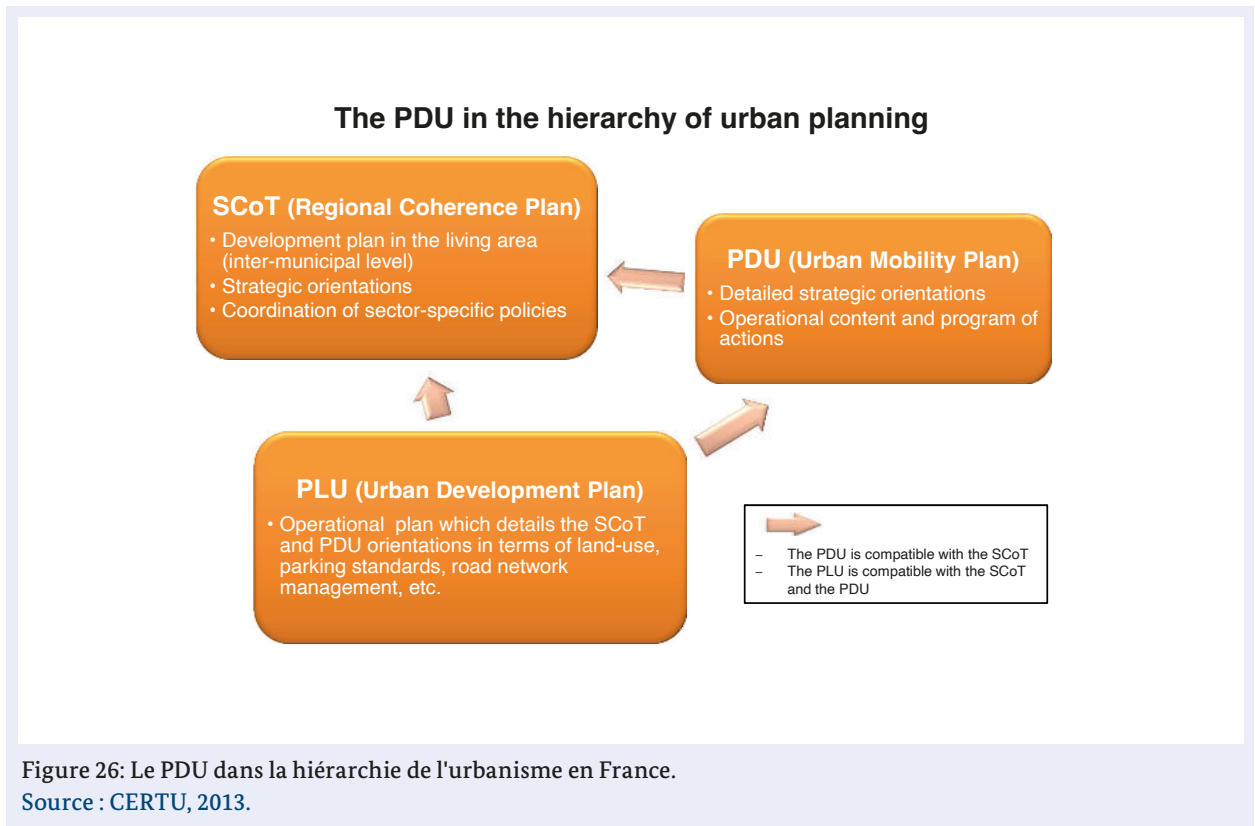 The PDU in the hierarchy of urban planning
SCoT (Regional Coherence Plan)
• Development plan in the living area
(inter-municipal level)
• Strategic orientations
• Coordination of sector-specific policies
PDU (Urban Mobility Plan)
• Detailed strategic orientations
• Operational content and program of
actions
PLU (Urban Development Plan)
• Operational plan which details the SCoT
and PDU orientations in terms of land-use,
parking standards, road network
management, etc.
– The PDU is compatible with the SCoT
– The PLU is compatible with the SCoT
and the PDU
Figure 26: Le PDU dans la hiérarchie de l'urbanisme en France.
Source : CERTU, 2013.